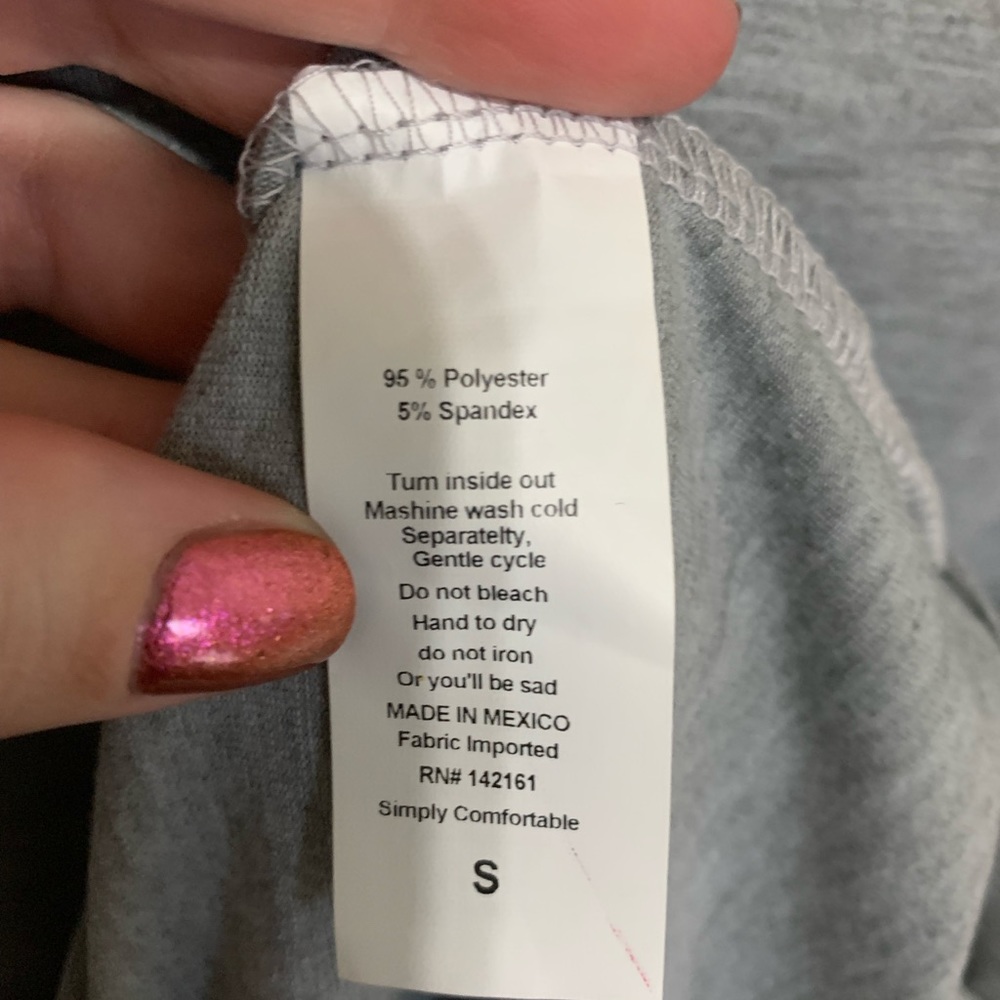 95 % Polyester
5% Spandex
Turn inside out
Mashine wash cold
Separatelty,
Gentle cycle
Do not bleach
Hand to dry
do not iron
Or you'll be sad
MADE IN MEXICO
Fabric Imported
RN# 142161
Simply Comfortable
S